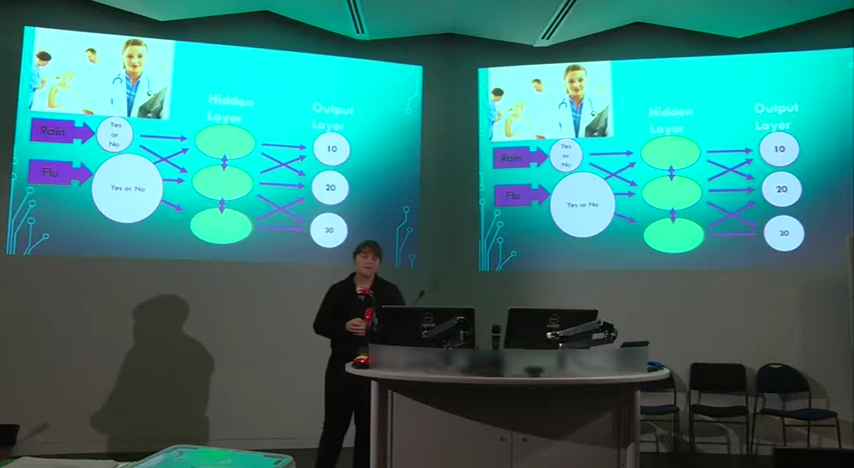 Hidden
Layer
Output
Layer
Rain
Yes
or
No
Flu
Yes or No
10
20
30
Hidden
Layer
Output
Layer
Rain
Yes
or
No
Flu
Yes or No
10
20
30